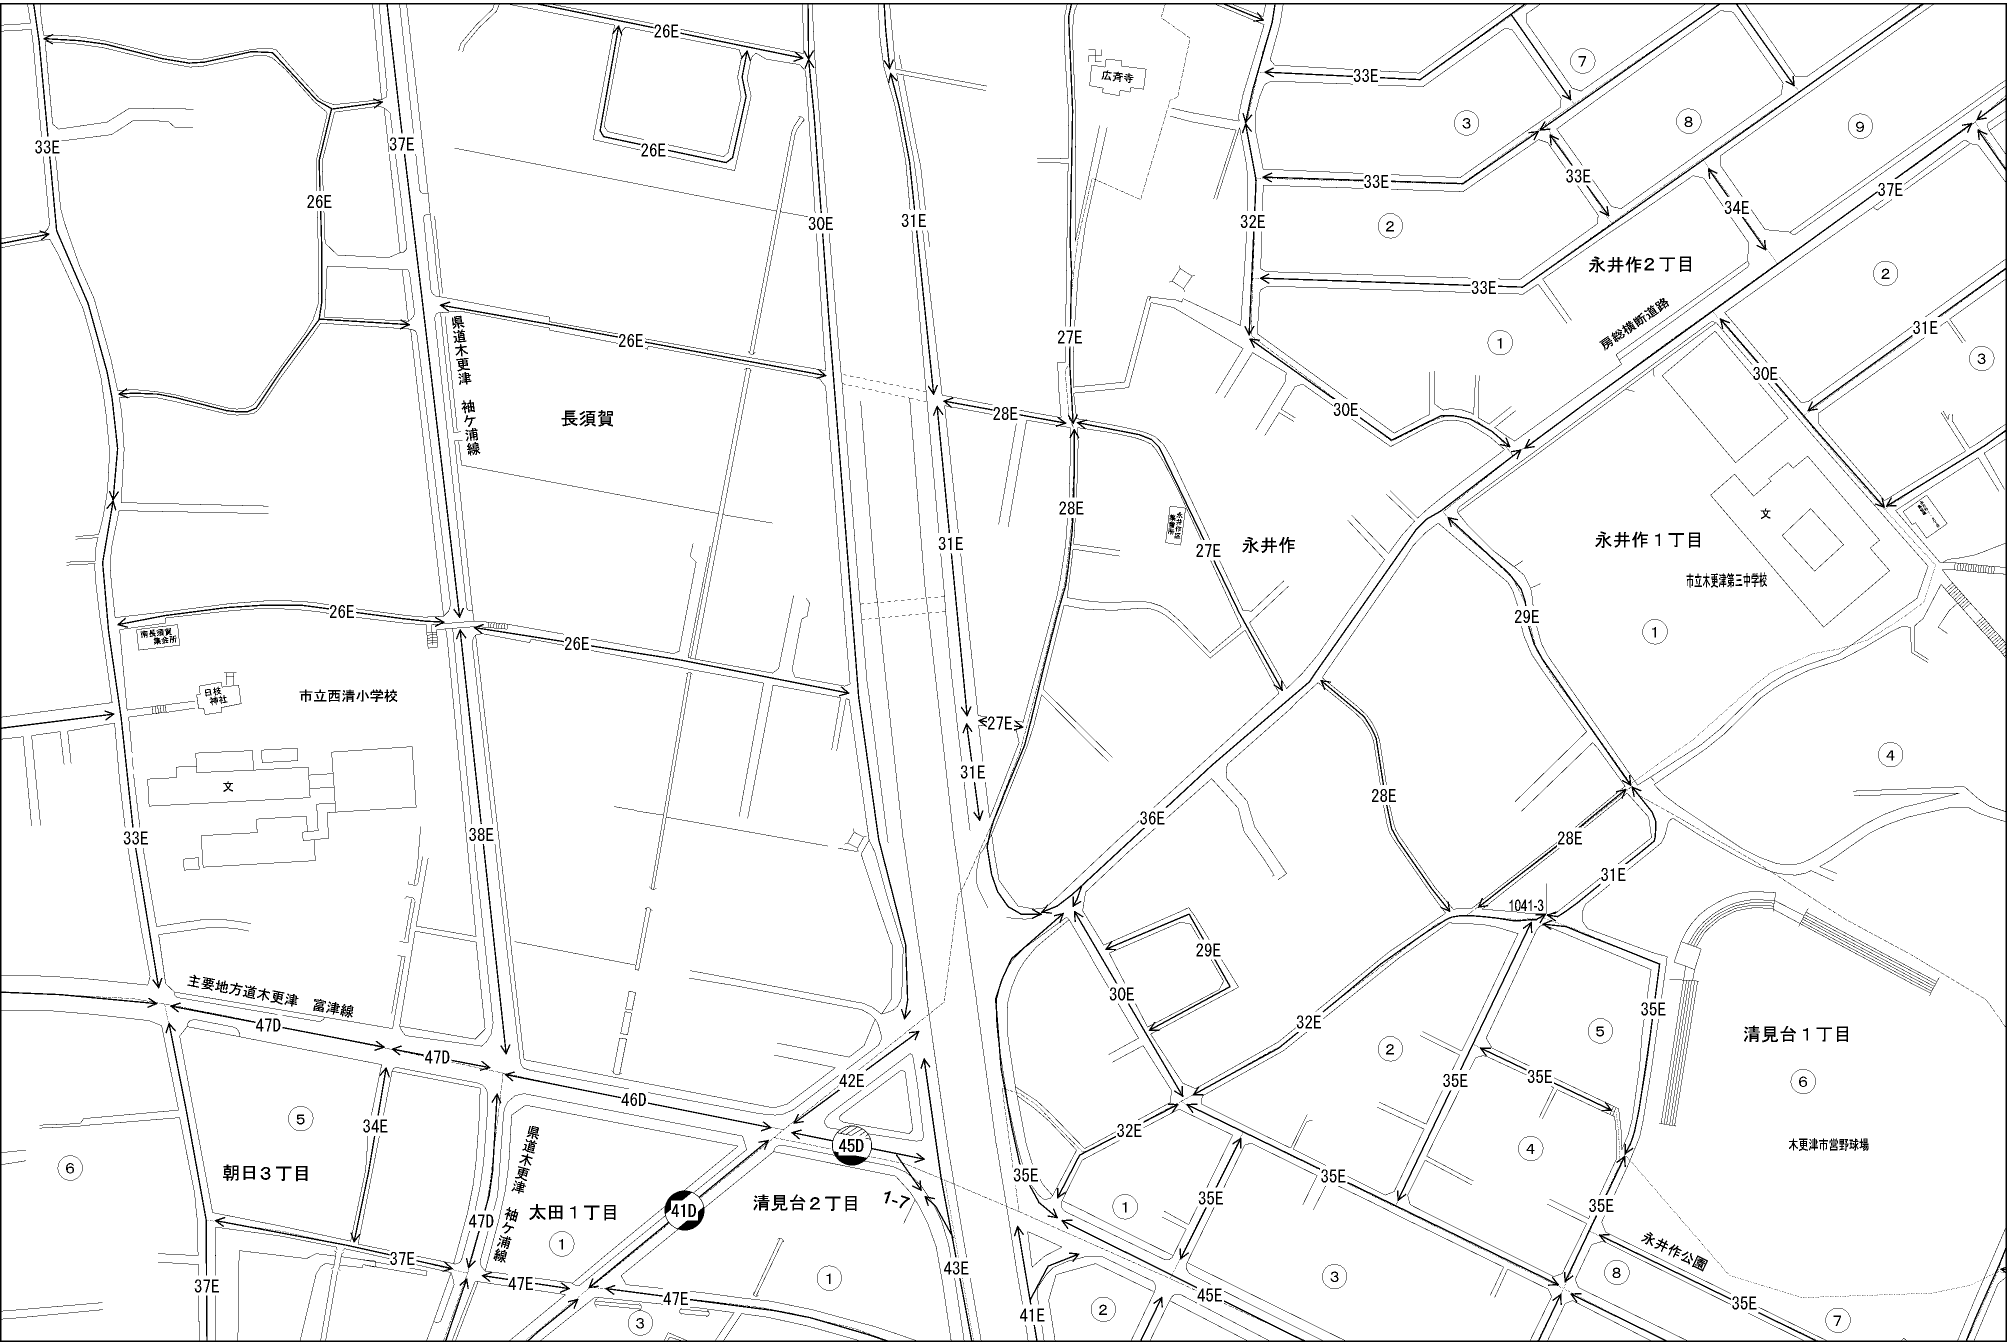 26E
広斉寺
33E
7
3
8
9
33E
37E
26E
33E
33E
37E
26E
31E
30E
32E
34E
2
永井作2丁目
33E
2
房総横断道路
31E
県道木更津 袖ケ浦線
26E
27E
1
3
30E
長須賀
28E
30E
28E
文
31E
27E
永井作
永井作1丁目
市立木更津第三中学校
26E
南長須賀
集会所
29E
1
26E
日枝
神社
市立西清小学校
27E
4
31E
文
28E
36E
33E
38E
28E
31E
1041-3
29E
主要地方道木更津 富津線
30E
47D
32E
35E
清見台1丁目
5
2
47D
42E
35E
35E
6
46D
5
34E
32E
45D
4
木更津市営野球場
県道木更津 袖ケ浦線
6
朝日3丁目
35E
35E
清見台2丁目
1-7
35E
41D
太田1丁目
47D
1
35E
1
永井作公園
37E
43E
8
3
37E
47E
1
47E
45E
35E
2
41E
3
7